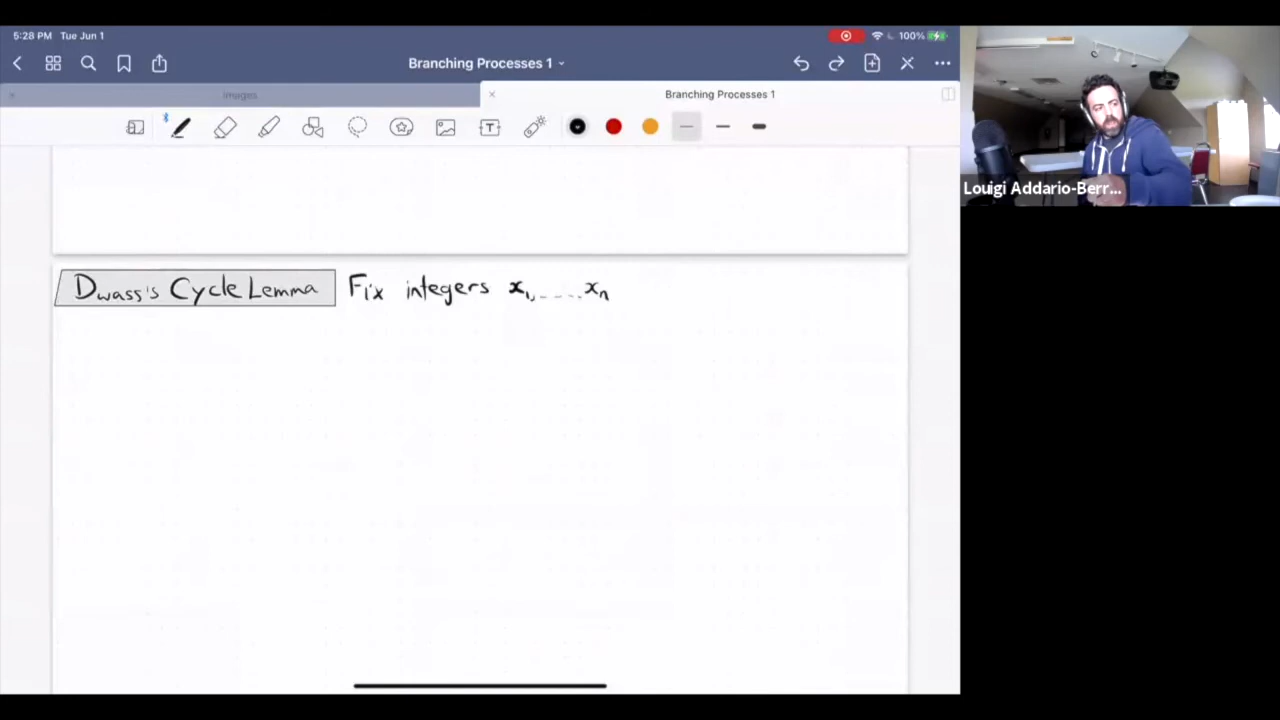 5:28 PM Tue Jun 1
100%
Branching Processes 1
Images
Branching Processes 1
T
Louigi Addario-Berr...
Dwass's Cycle Lemma Fix integers x₁, ---. xₙ